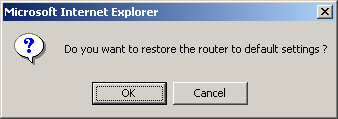 Microsoft Internet Explorer
Do you want to restore the router to default settings ?
OK
Cancel